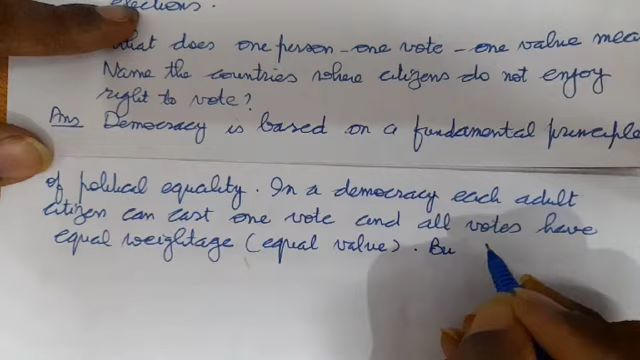 elections.
What does one person - one vote - one value mea
Name the countries where citizens do not enjoy
right to vote?
Ans Democracy is based on a fundamental principle
of political equality. In a democracy each adult
citizen can cast one vote and all votes have
equal weightage (equal value). Bu